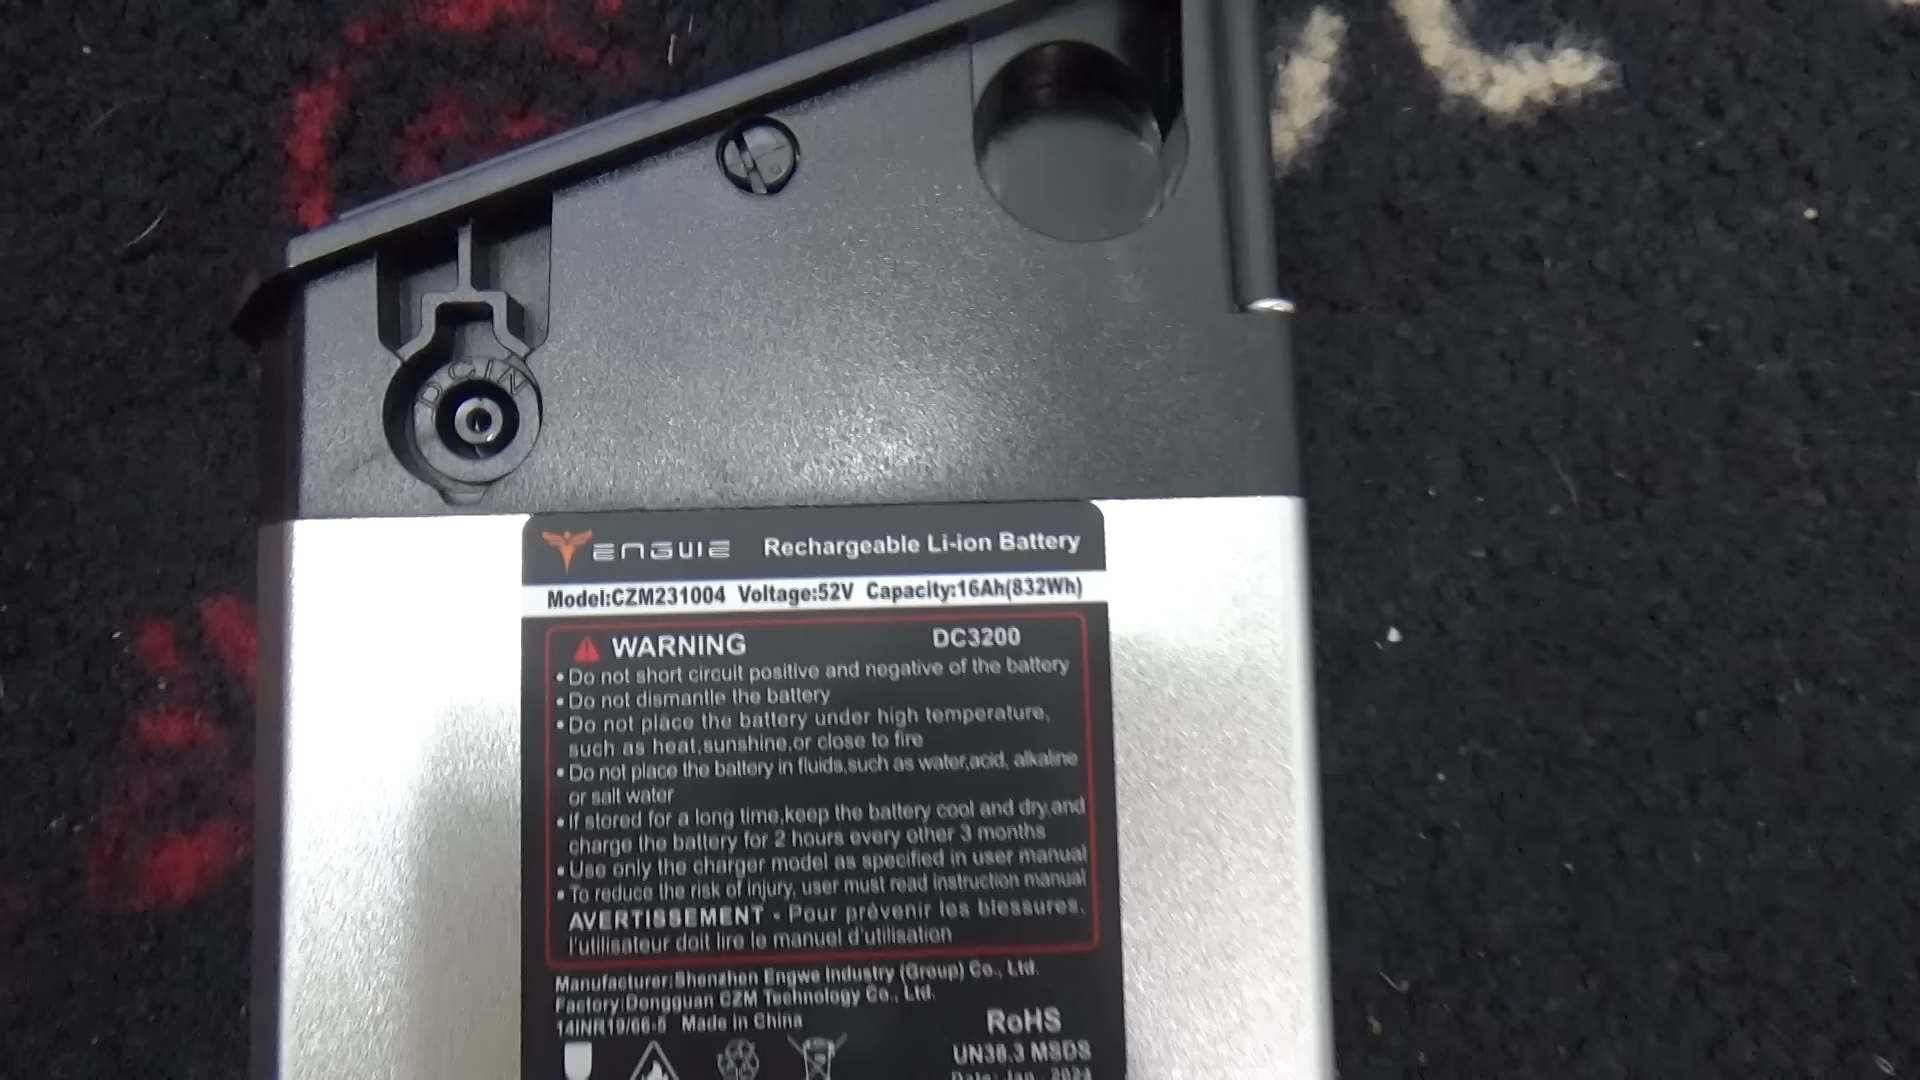 DC IN
ENGWE Rechargeable Li-ion Battery
Model:CZM231004 Voltage:52V Capacity:16Ah(832Wh)
WARNING DC3200
• Do not short circuit positive and negative of the battery
• Do not dismantle the battery
• Do not place the battery under high temperature,
such as heat,sunshine,or close to fire
• Do not place the battery in fluids,such as water,acid, alkaline
or salt water
• If stored for a long time,keep the battery cool and dry,and
charge the battery for 2 hours every other 3 months
• Use only the charger model as specified in user manual
• To reduce the risk of injury, user must read instruction manual
AVERTISSEMENT - Pour prévenir les blessures,
l'utilisateur doit lire le manuel d'utilisation
Manufacturer:Shenzhen Engwe Industry (Group) Co., Ltd.
Factory:Dongguan CZM Technology Co., Ltd.
14INR19/66-5 Made in China
RoHS
UN38.3 MSDS
Date:Jan., 2024